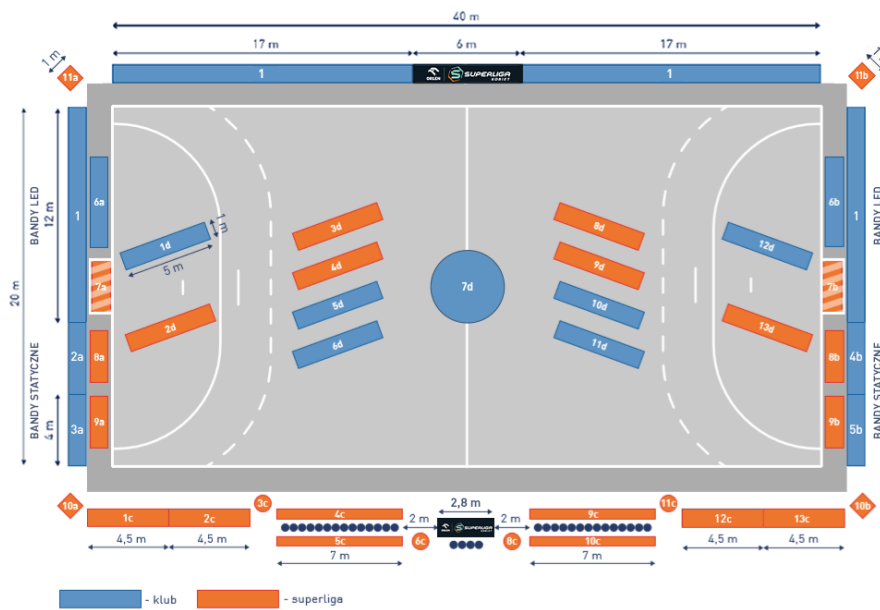 40 m
17 m 6 m 17 m
1 m
11a 1 ORLEN SUPERLIGA KOBIET 1 11b
1 BANDY LED 12 m 6a
1d 1 m 5 m
3d
4d
5d
6d
7d
8d
9d
10d
11d
12d
6b 1 BANDY LED
20 m
7a 2d 13d 7b
BANDY STATYCZNE 2a 8a 8b 4b BANDY STATYCZNE
4 m 3a 9a 9b 5b
10a 3c 2,8 m 11c 10b
1c 2c 4c 2 m ORLEN SUPERLIGA KOBIET 2 m 9c 12c 13c
4,5 m 4,5 m 5c 6c 8c 10c 4,5 m 4,5 m
7 m 7 m
- klub - superliga